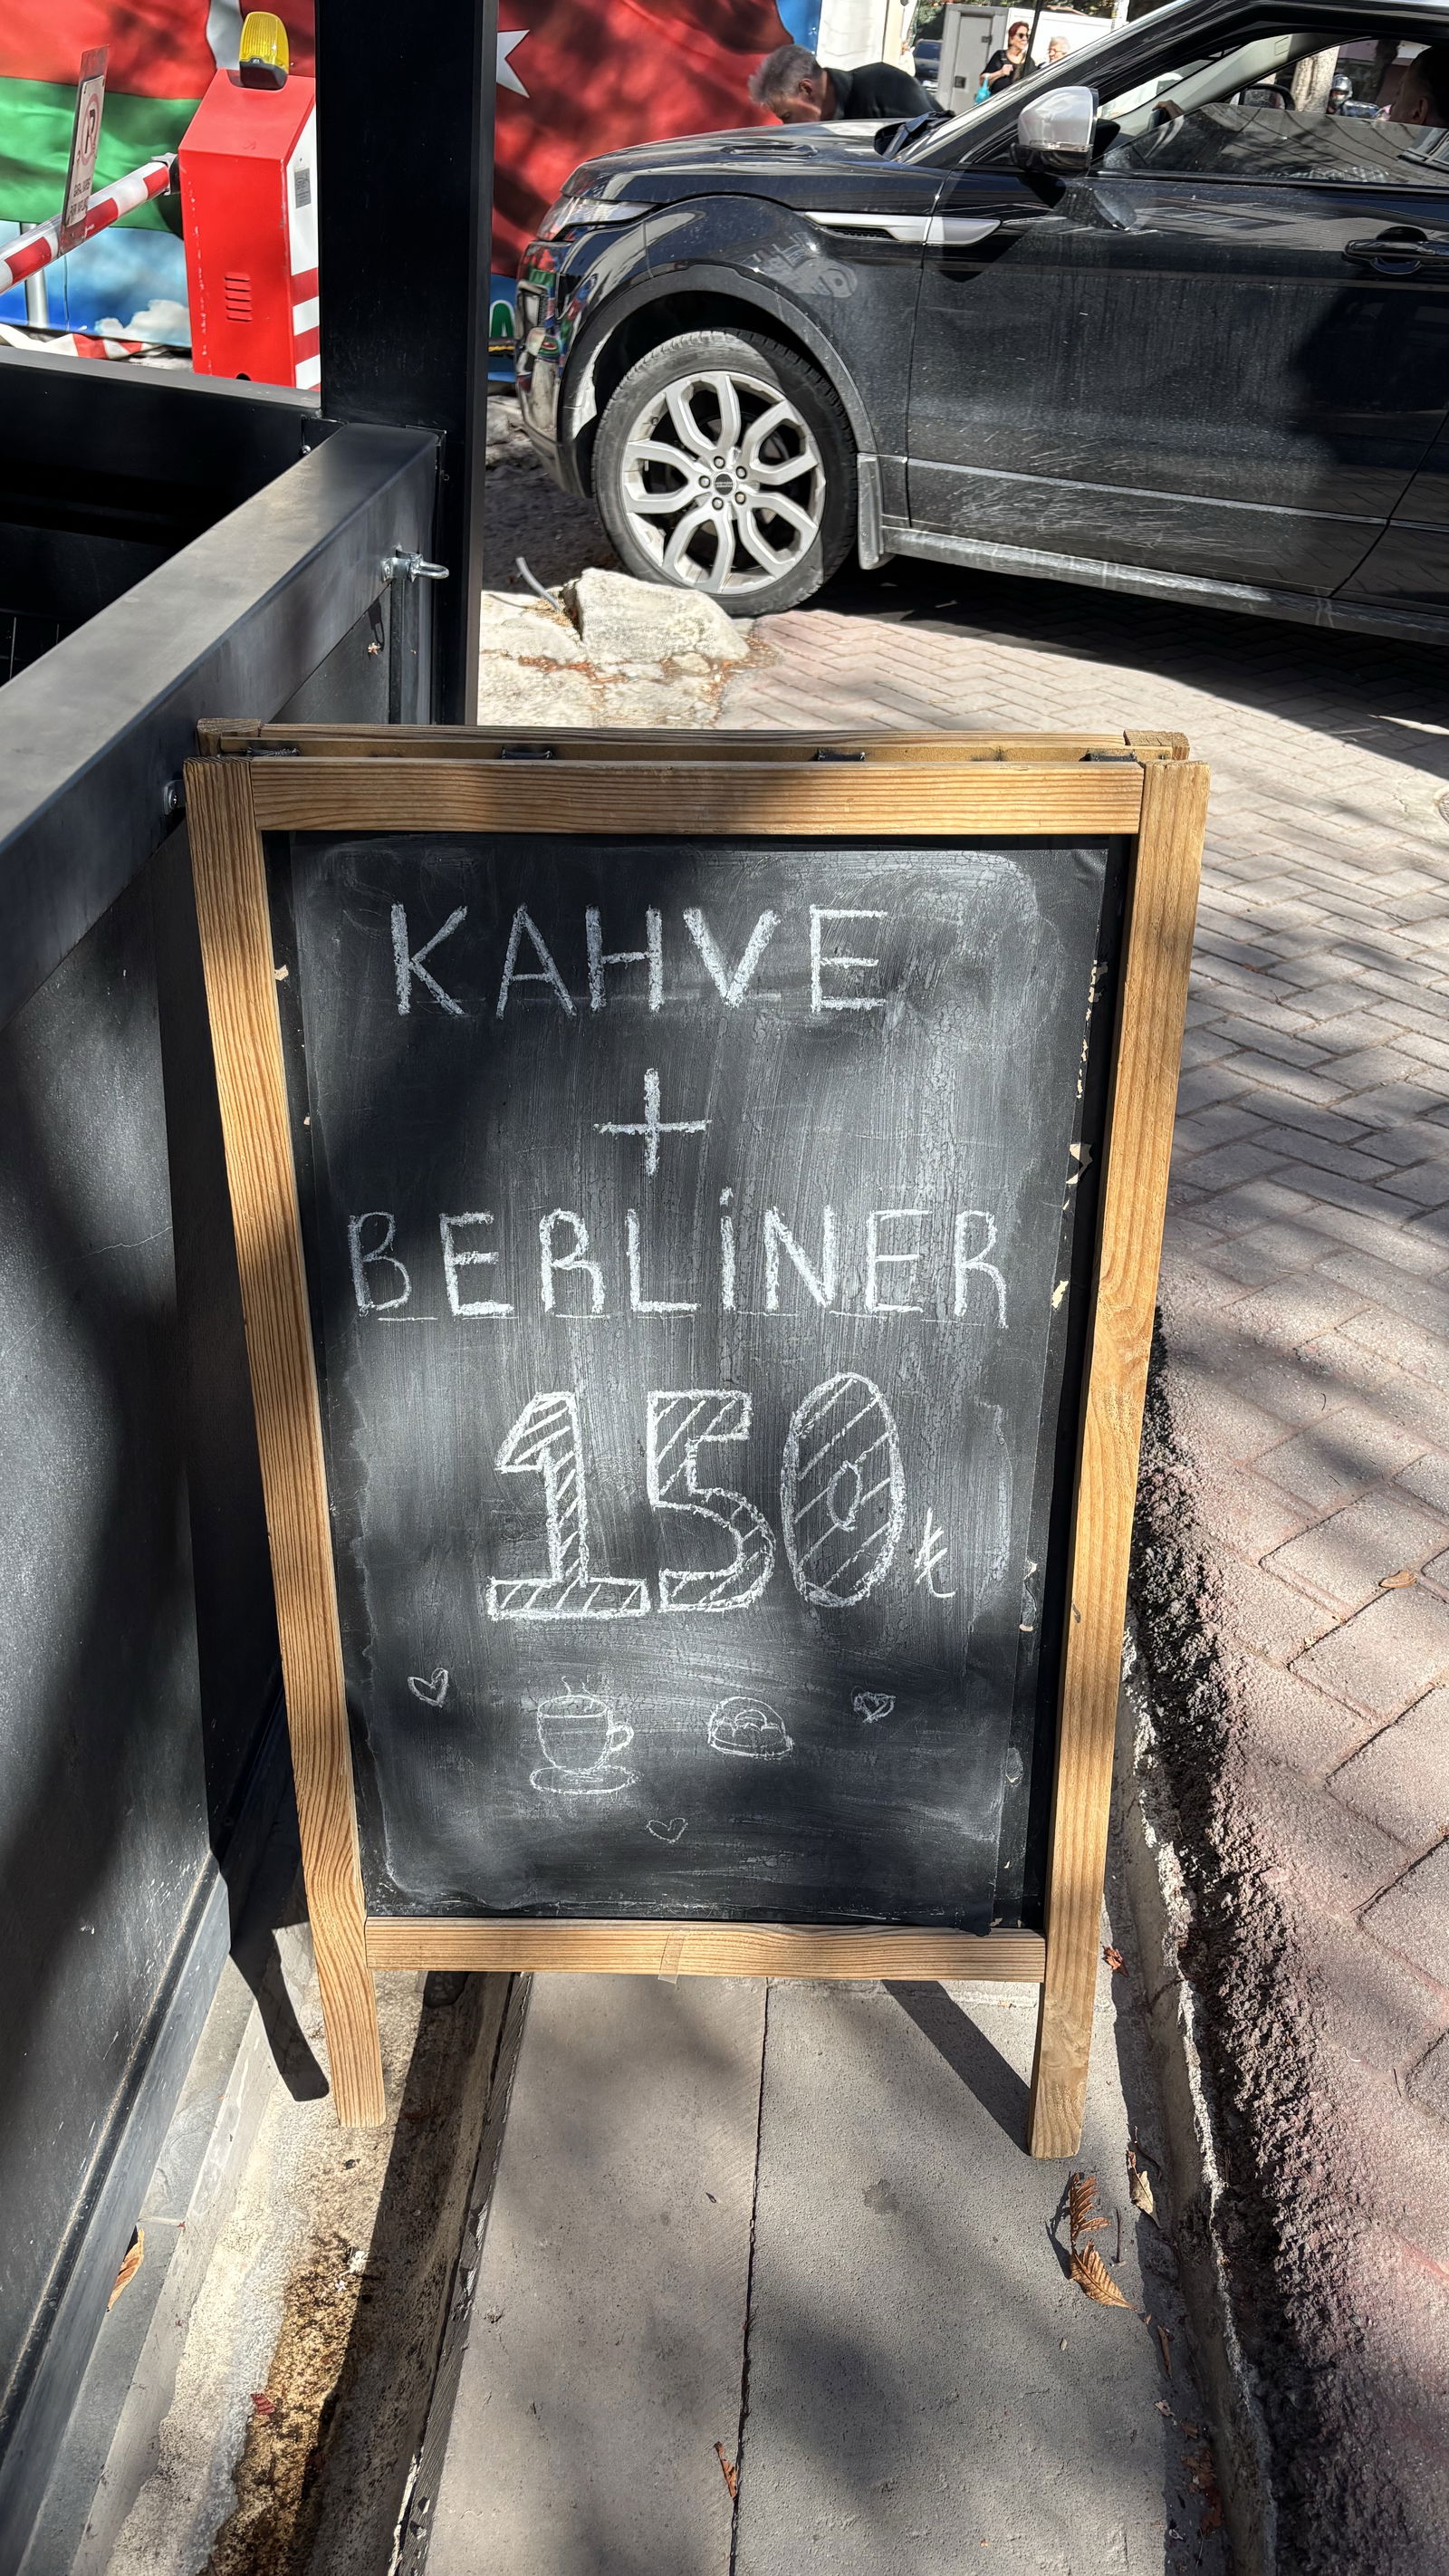 KAHVE
+
BERLİNER
150₺